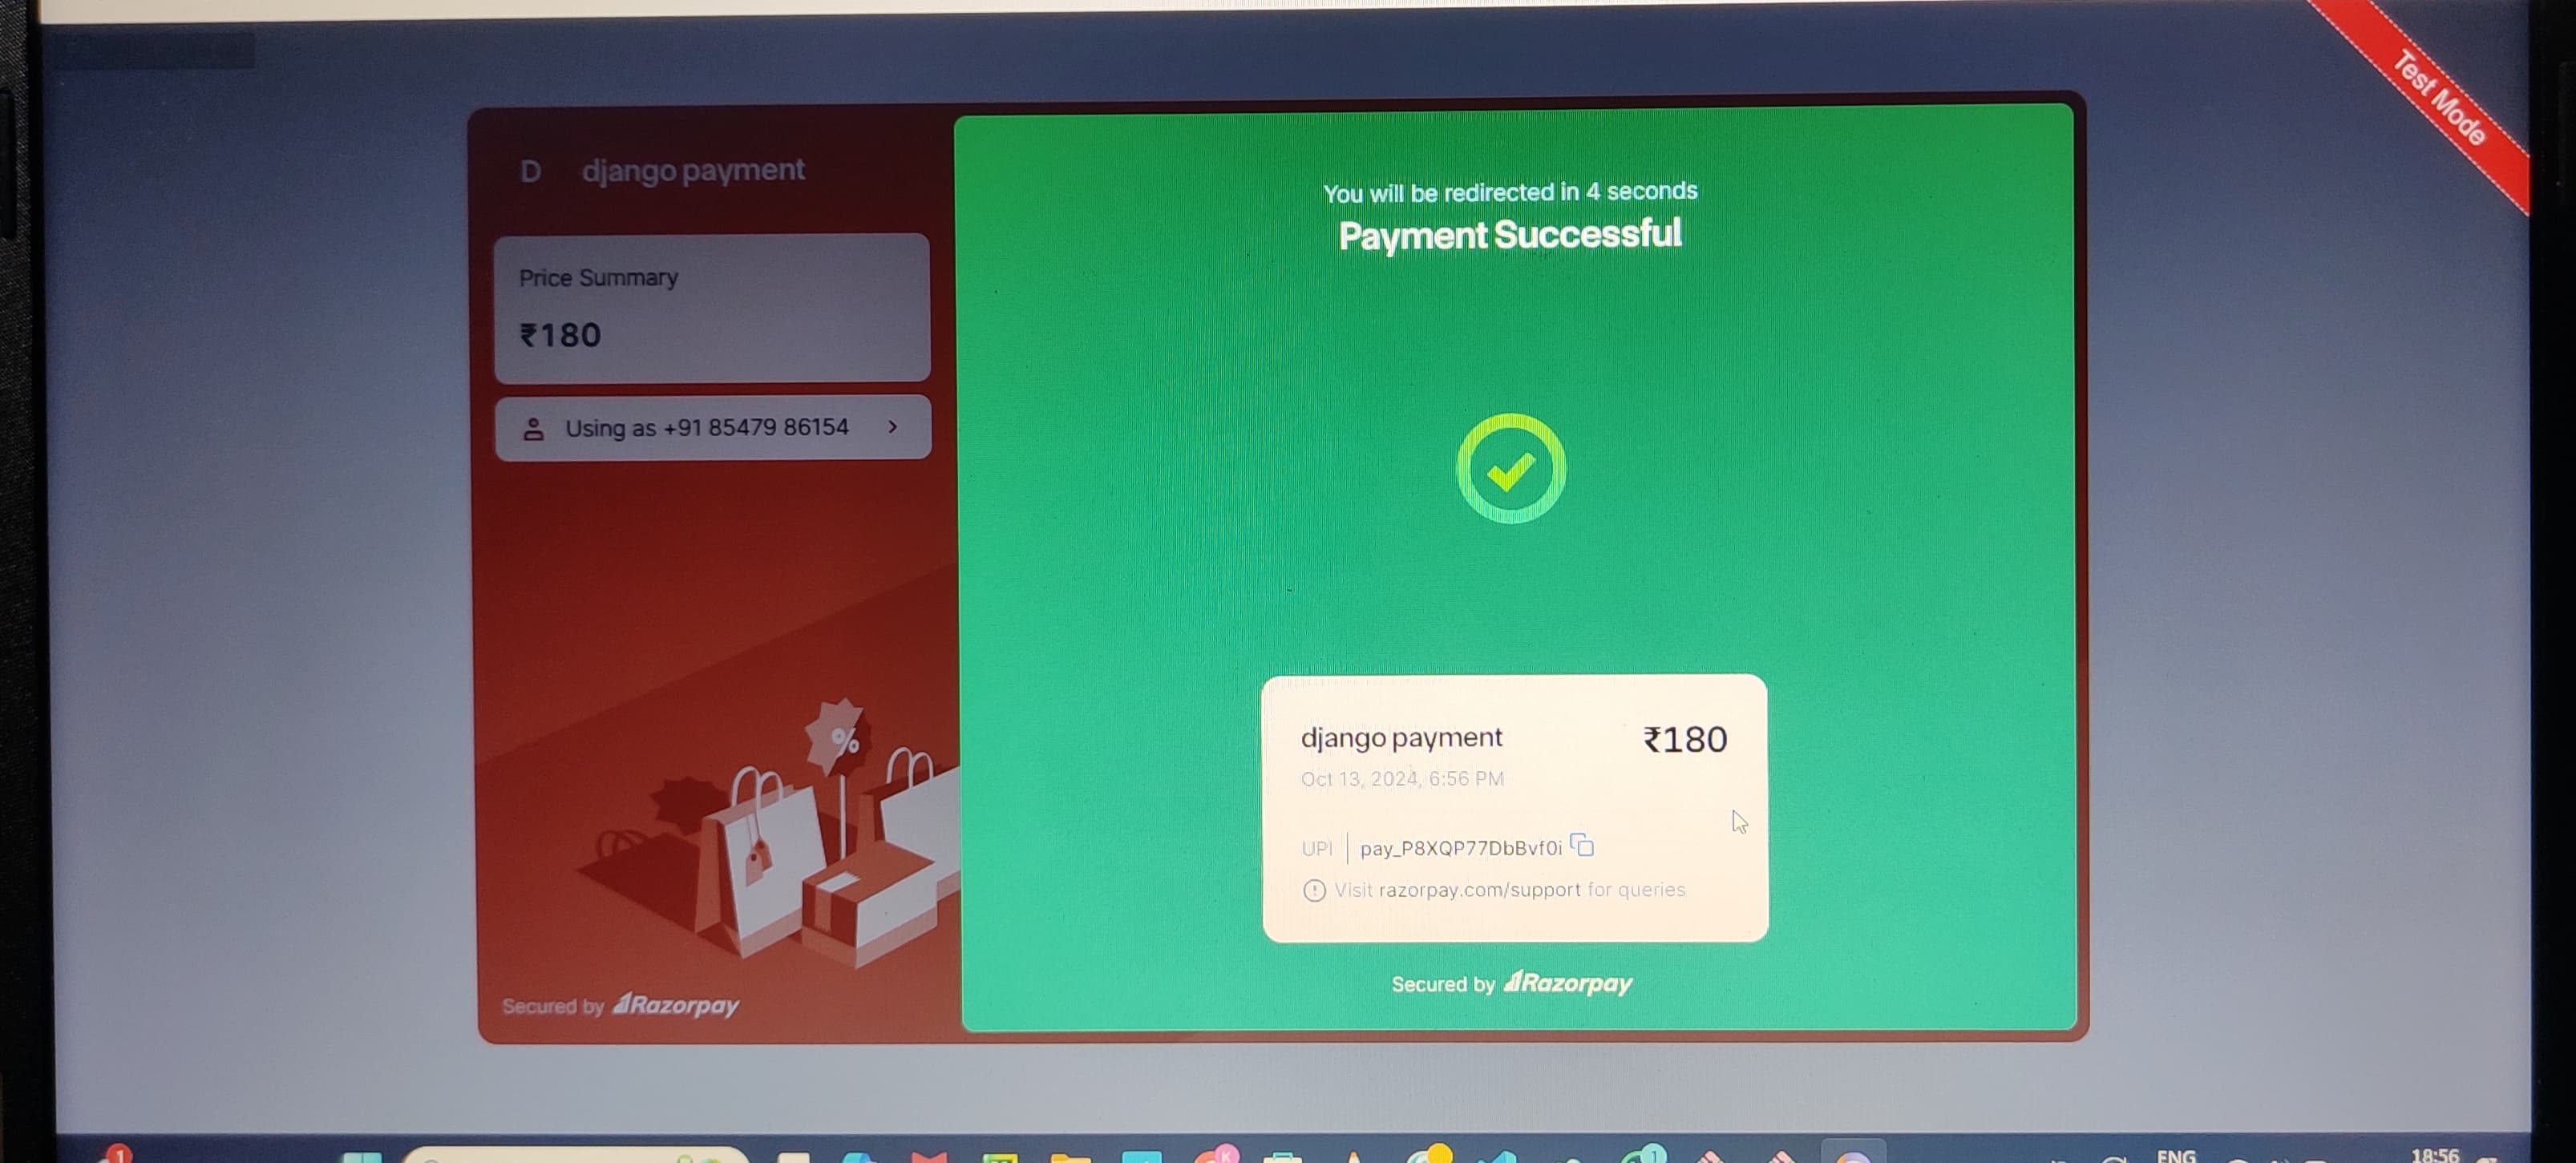 Test Mode
D django payment
Price Summary
₹180
Using as +91 85479 86154
%
Secured by Razorpay
You will be redirected in 4 seconds
Payment Successful
django payment ₹180
Oct 13, 2024, 6:56 PM
UPI | pay_P8XQP77DbBvf0i
Visit razorpay.com/support for queries
Secured by Razorpay
1
K
1
ENG
18:56